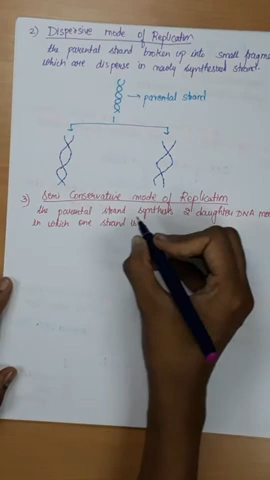 2) Dispersive mode of Replication
the parental strand broken up into small fragme
which are disperse in newly synthesized strand.
→ parental strand
3) Semi Conservative mode of Replication
the parental strand synthesis 2 daughter DNA mo
in which one strand is